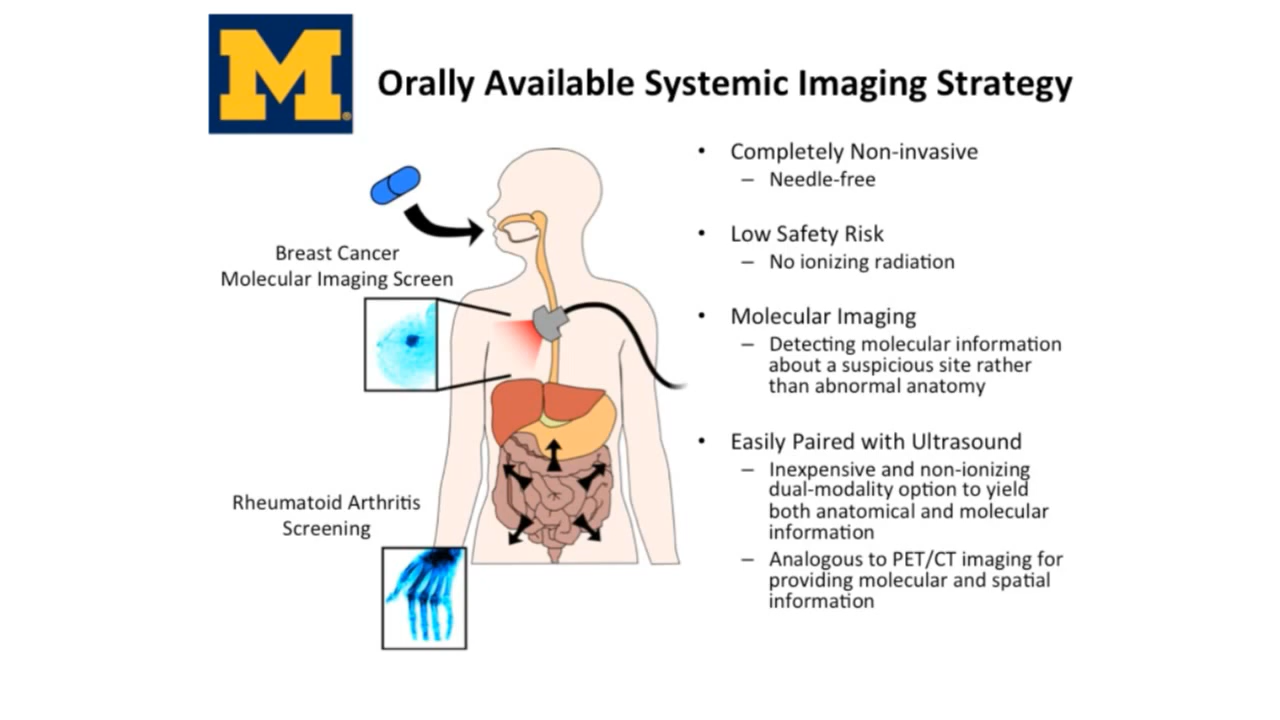 M
®
Orally Available Systemic Imaging Strategy
Breast Cancer
Molecular Imaging Screen
Rheumatoid Arthritis
Screening
• Completely Non-invasive
– Needle-free
• Low Safety Risk
– No ionizing radiation
• Molecular Imaging
– Detecting molecular information
about a suspicious site rather
than abnormal anatomy
• Easily Paired with Ultrasound
– Inexpensive and non-ionizing
dual-modality option to yield
both anatomical and molecular
information
– Analogous to PET/CT imaging for
providing molecular and spatial
information